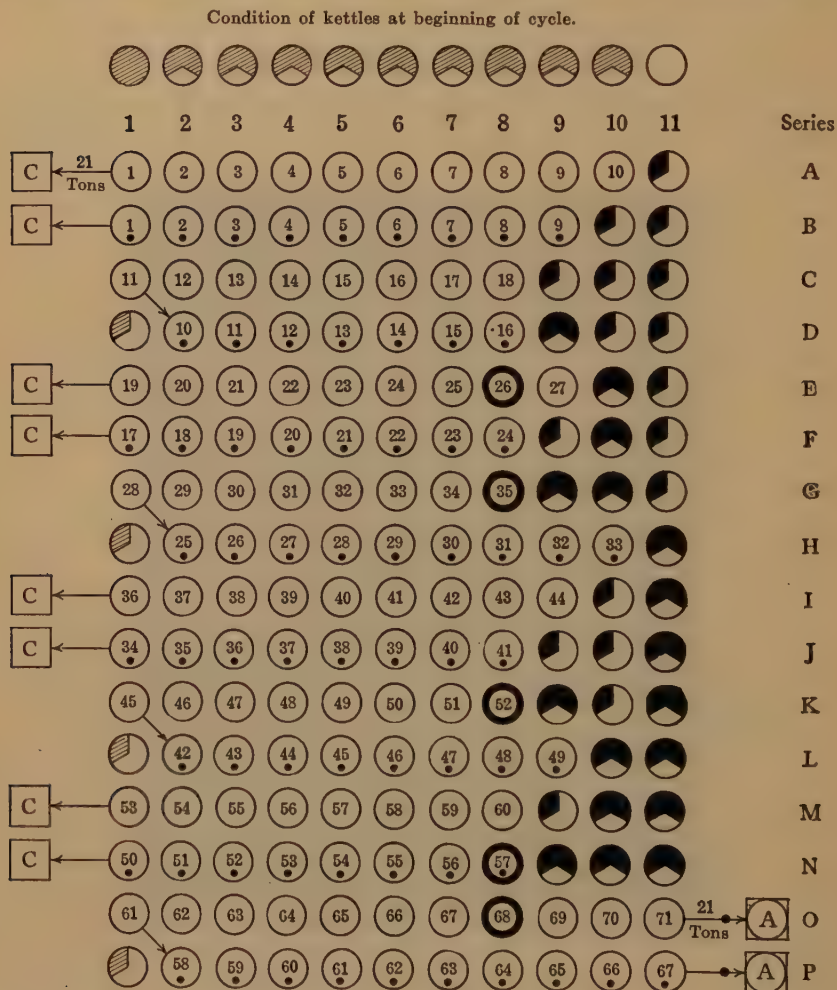 Condition of kettles at beginning of cycle.
1 2 3 4 5 6 7 8 9 10 11 Series
C 21 Tons 1 2 3 4 5 6 7 8 9 10 A
C 1 2 3 4 5 6 7 8 9 B
11 12 13 14 15 16 17 18 C
10 11 12 13 14 15 16 D
C 19 20 21 22 23 24 25 26 27 E
C 17 18 19 20 21 22 23 24 F
28 29 30 31 32 33 34 35 G
25 26 27 28 29 30 31 32 33 H
C 36 37 38 39 40 41 42 43 44 I
C 34 35 36 37 38 39 40 41 J
45 46 47 48 49 50 51 52 K
42 43 44 45 46 47 48 49 L
C 53 54 55 56 57 58 59 60 M
C 50 51 52 53 54 55 56 57 N
61 62 63 64 65 66 67 68 69 70 71 21 Tons A O
58 59 60 61 62 63 64 65 66 67 A P